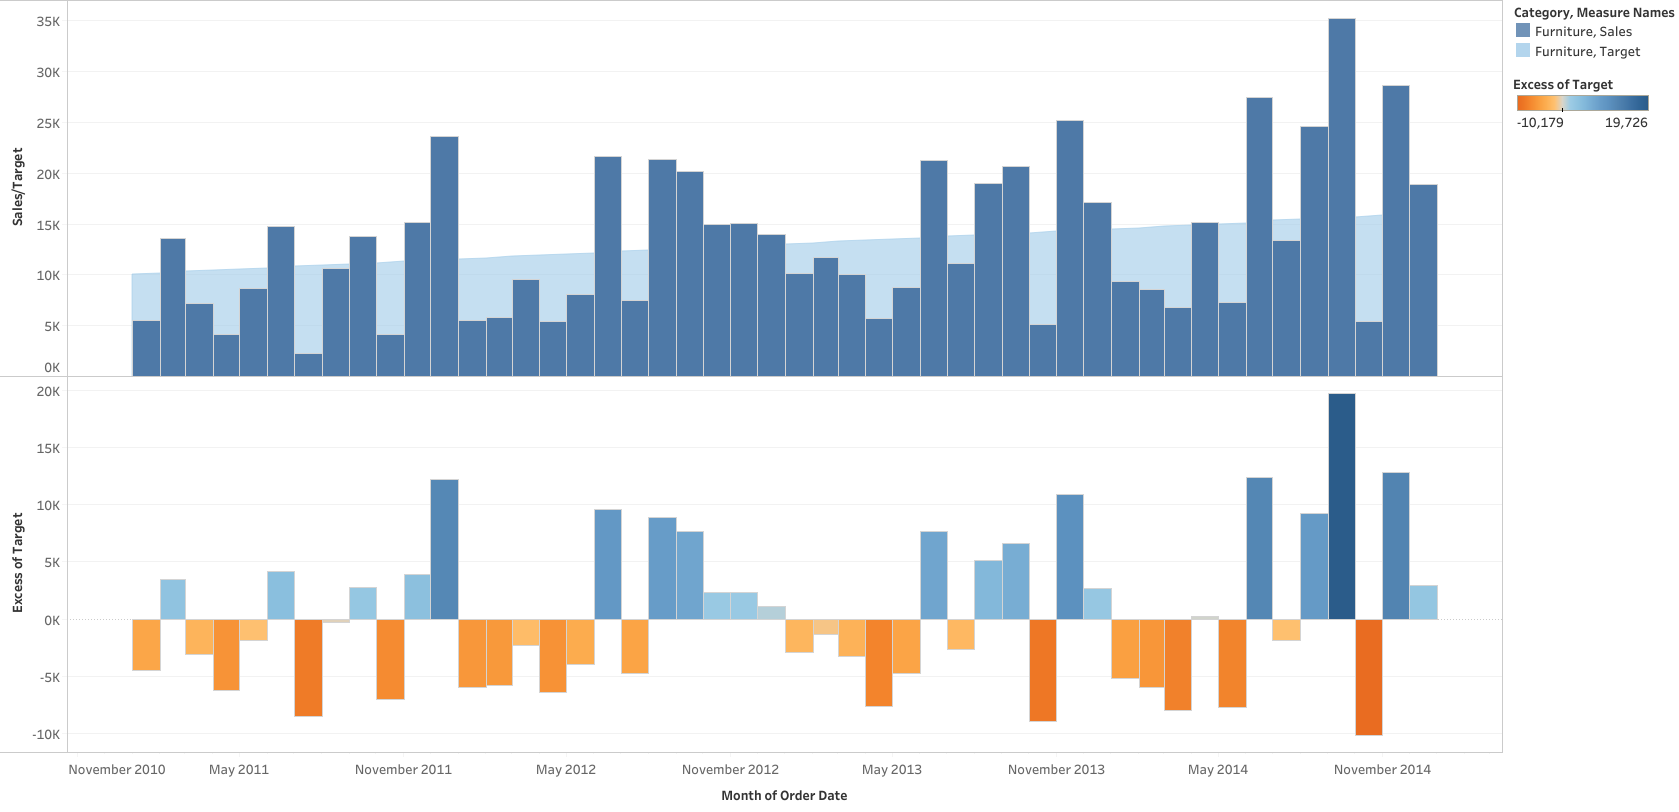 Category, Measure Names
Furniture, Sales
Furniture, Target
Excess of Target
-10,179 19,726
Sales/Target
35K
30K
25K
20K
15K
10K
5K
0K
Excess of Target
20K
15K
10K
5K
0K
-5K
-10K
November 2010 May 2011 November 2011 May 2012 November 2012 May 2013 November 2013 May 2014 November 2014
Month of Order Date